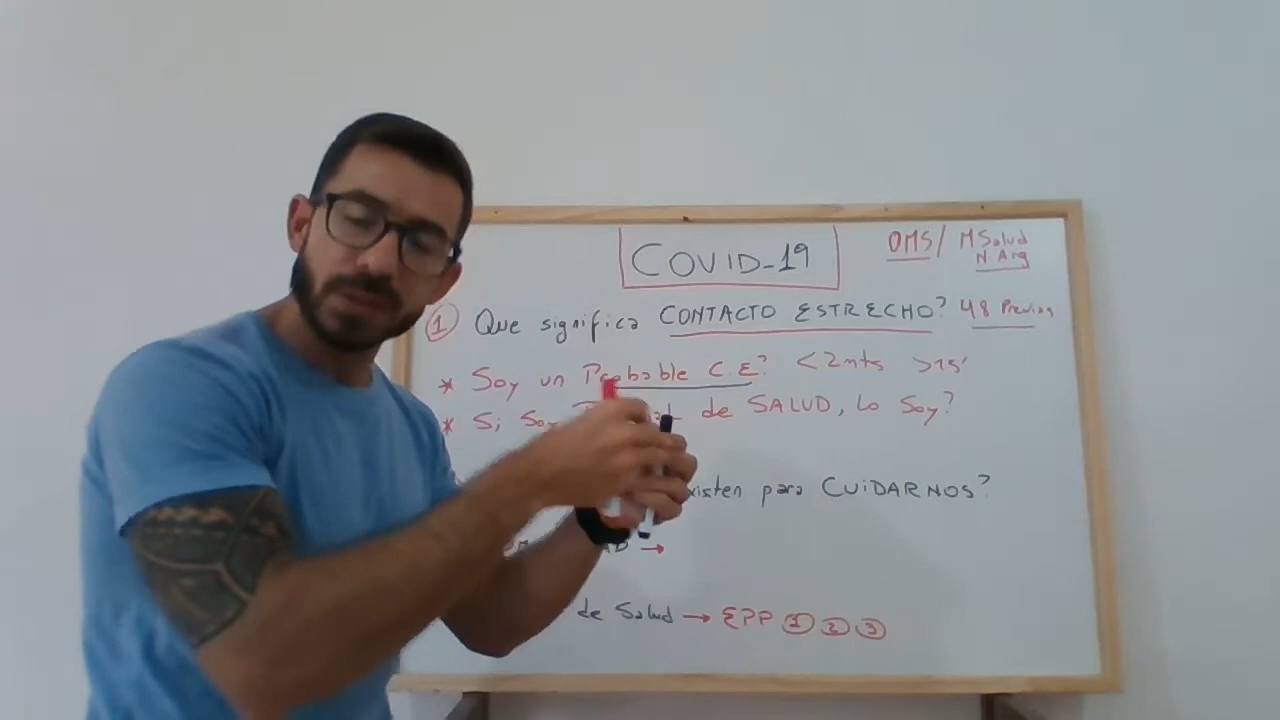 COVID-19
OMS/ MSalud
N Arg
1 Que significa CONTACTO ESTRECHO? 48 Previas
* Soy un Probable C.E? <2mts >15'
* Si Soy de SALUD, Lo Soy?
existen para CUIDARNOS?
→
de Salud → EPP 1 2 3